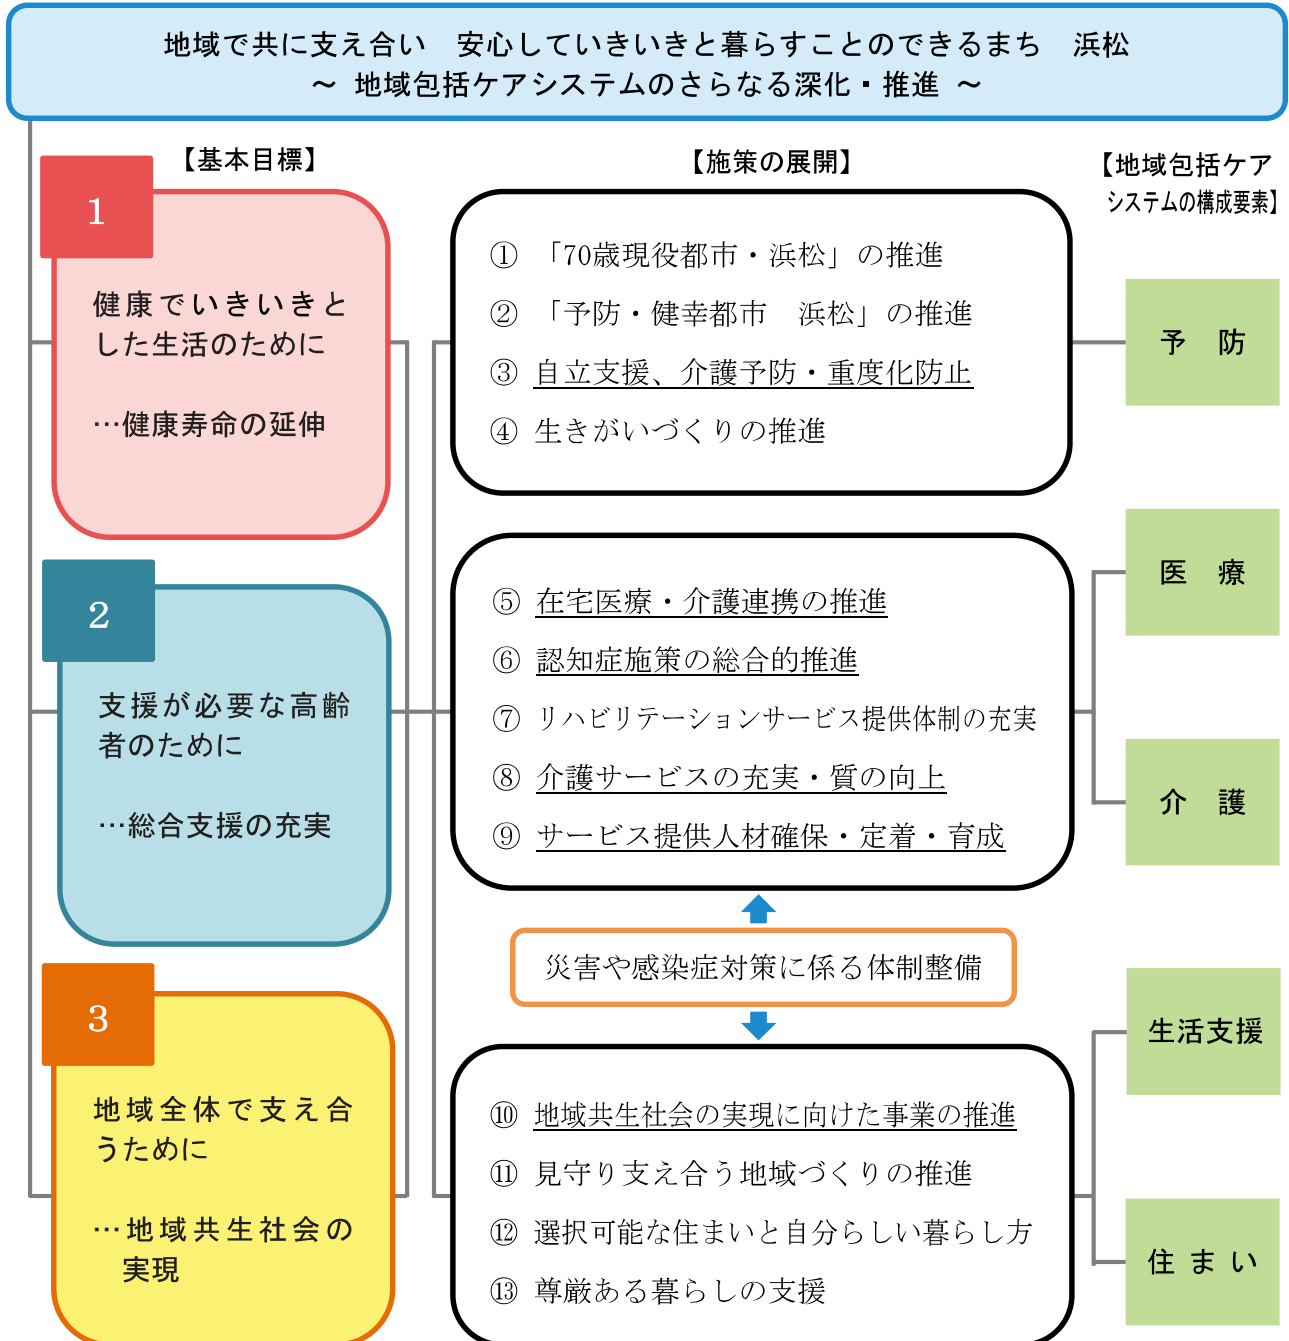 地域で共に支え合い　安心していきいきと暮らすことのできるまち　浜松
～ 地域包括ケアシステムのさらなる深化・推進 ～
【基本目標】
【施策の展開】
【地域包括ケア
システムの構成要素】
1
健康でいきいきと
した生活のために
…健康寿命の延伸
① 「70歳現役都市・浜松」の推進
② 「予防・健幸都市　浜松」の推進
③ 自立支援、介護予防・重度化防止
④ 生きがいづくりの推進
予　防
2
支援が必要な高齢
者のために
…総合支援の充実
⑤ 在宅医療・介護連携の推進
⑥ 認知症施策の総合的推進
⑦ リハビリテーションサービス提供体制の充実
⑧ 介護サービスの充実・質の向上
⑨ サービス提供人材確保・定着・育成
医　療
介　護
災害や感染症対策に係る体制整備
3
地域全体で支え合
うために
…地域共生社会の
実現
⑩ 地域共生社会の実現に向けた事業の推進
⑪ 見守り支え合う地域づくりの推進
⑫ 選択可能な住まいと自分らしい暮らし方
⑬ 尊厳ある暮らしの支援
生活支援
住 ま い